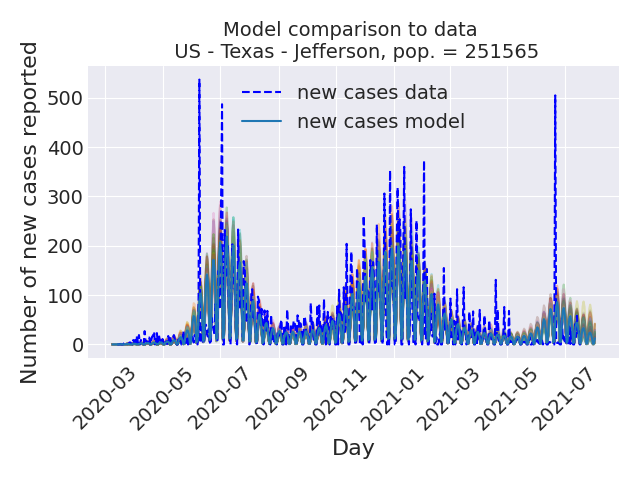 Model comparison to data
US - Texas - Jefferson, pop. = 251565
new cases data
new cases model
Number of new cases reported
500
400
300
200
100
0
2020-03
2020-05
2020-07
2020-09
2020-11
2021-01
2021-03
2021-05
2021-07
Day